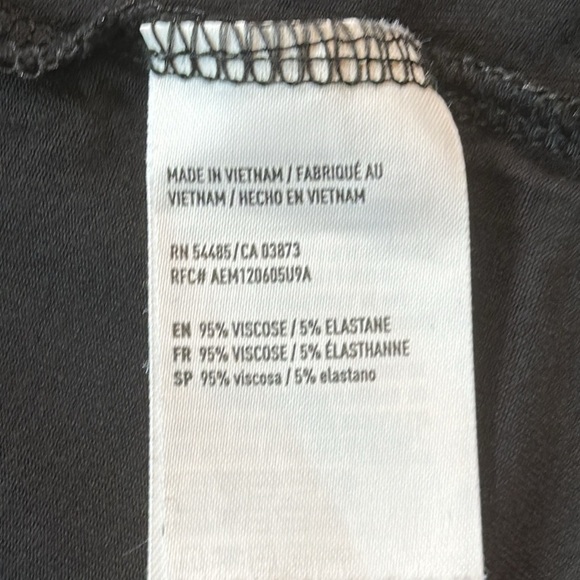 MADE IN VIETNAM / FABRIQUÉ AU
VIETNAM / HECHO EN VIETNAM
RN 54485/CA 03873
RFC# AEM120605U9A
EN 95% VISCOSE / 5% ELASTANE
FR 95% VISCOSE / 5% ÉLASTHANNE
SP 95% viscosa / 5% elastano